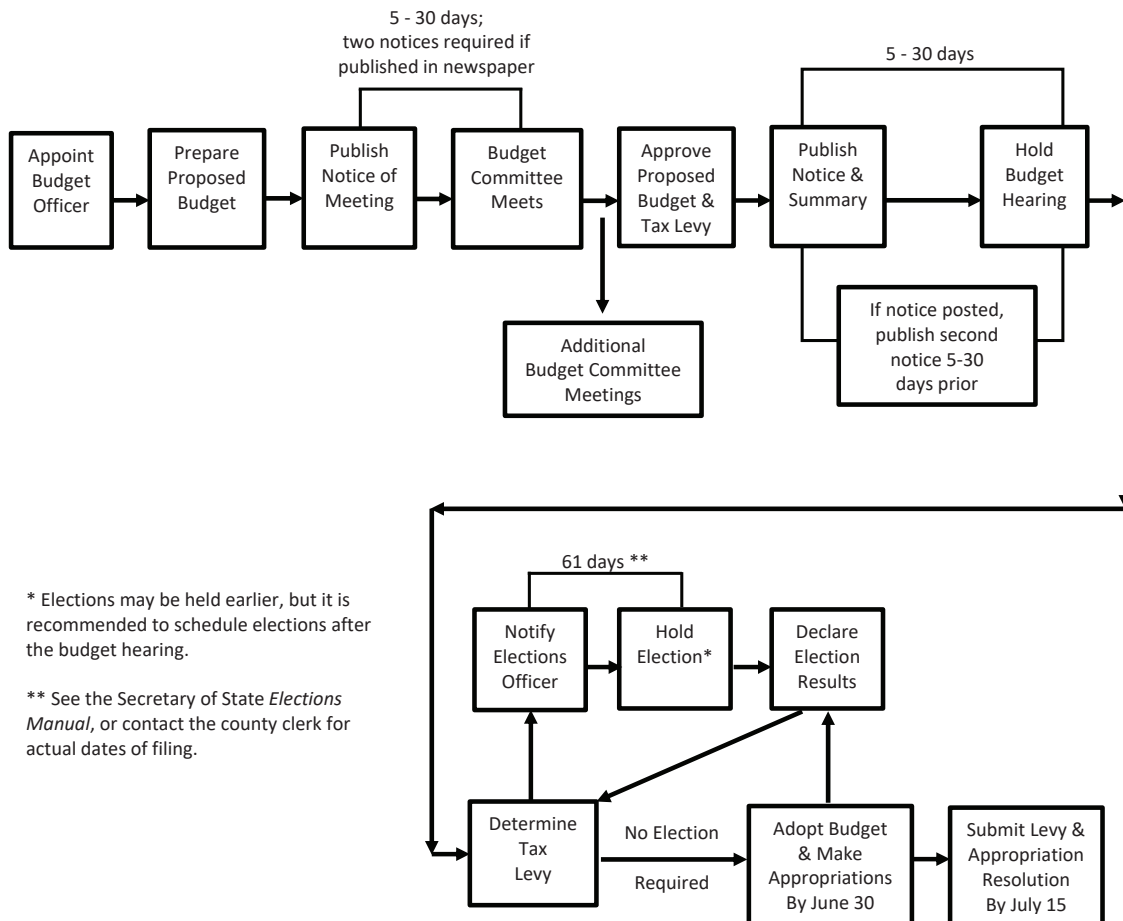 5 - 30 days;
two notices required if
published in newspaper
5 - 30 days
Appoint
Budget
Officer
Prepare
Proposed
Budget
Publish
Notice of
Meeting
Budget
Committee
Meets
Approve
Proposed
Budget &
Tax Levy
Publish
Notice &
Summary
Hold
Budget
Hearing
Additional
Budget Committee
Meetings
If notice posted,
publish second
notice 5-30
days prior
* Elections may be held earlier, but it is
recommended to schedule elections after
the budget hearing.
** See the Secretary of State Elections
Manual, or contact the county clerk for
actual dates of filing.
61 days **
Notify
Elections
Officer
Hold
Election*
Declare
Election
Results
Determine
Tax
Levy
No Election
Required
Adopt Budget
& Make
Appropriations
By June 30
Submit Levy &
Appropriation
Resolution
By July 15